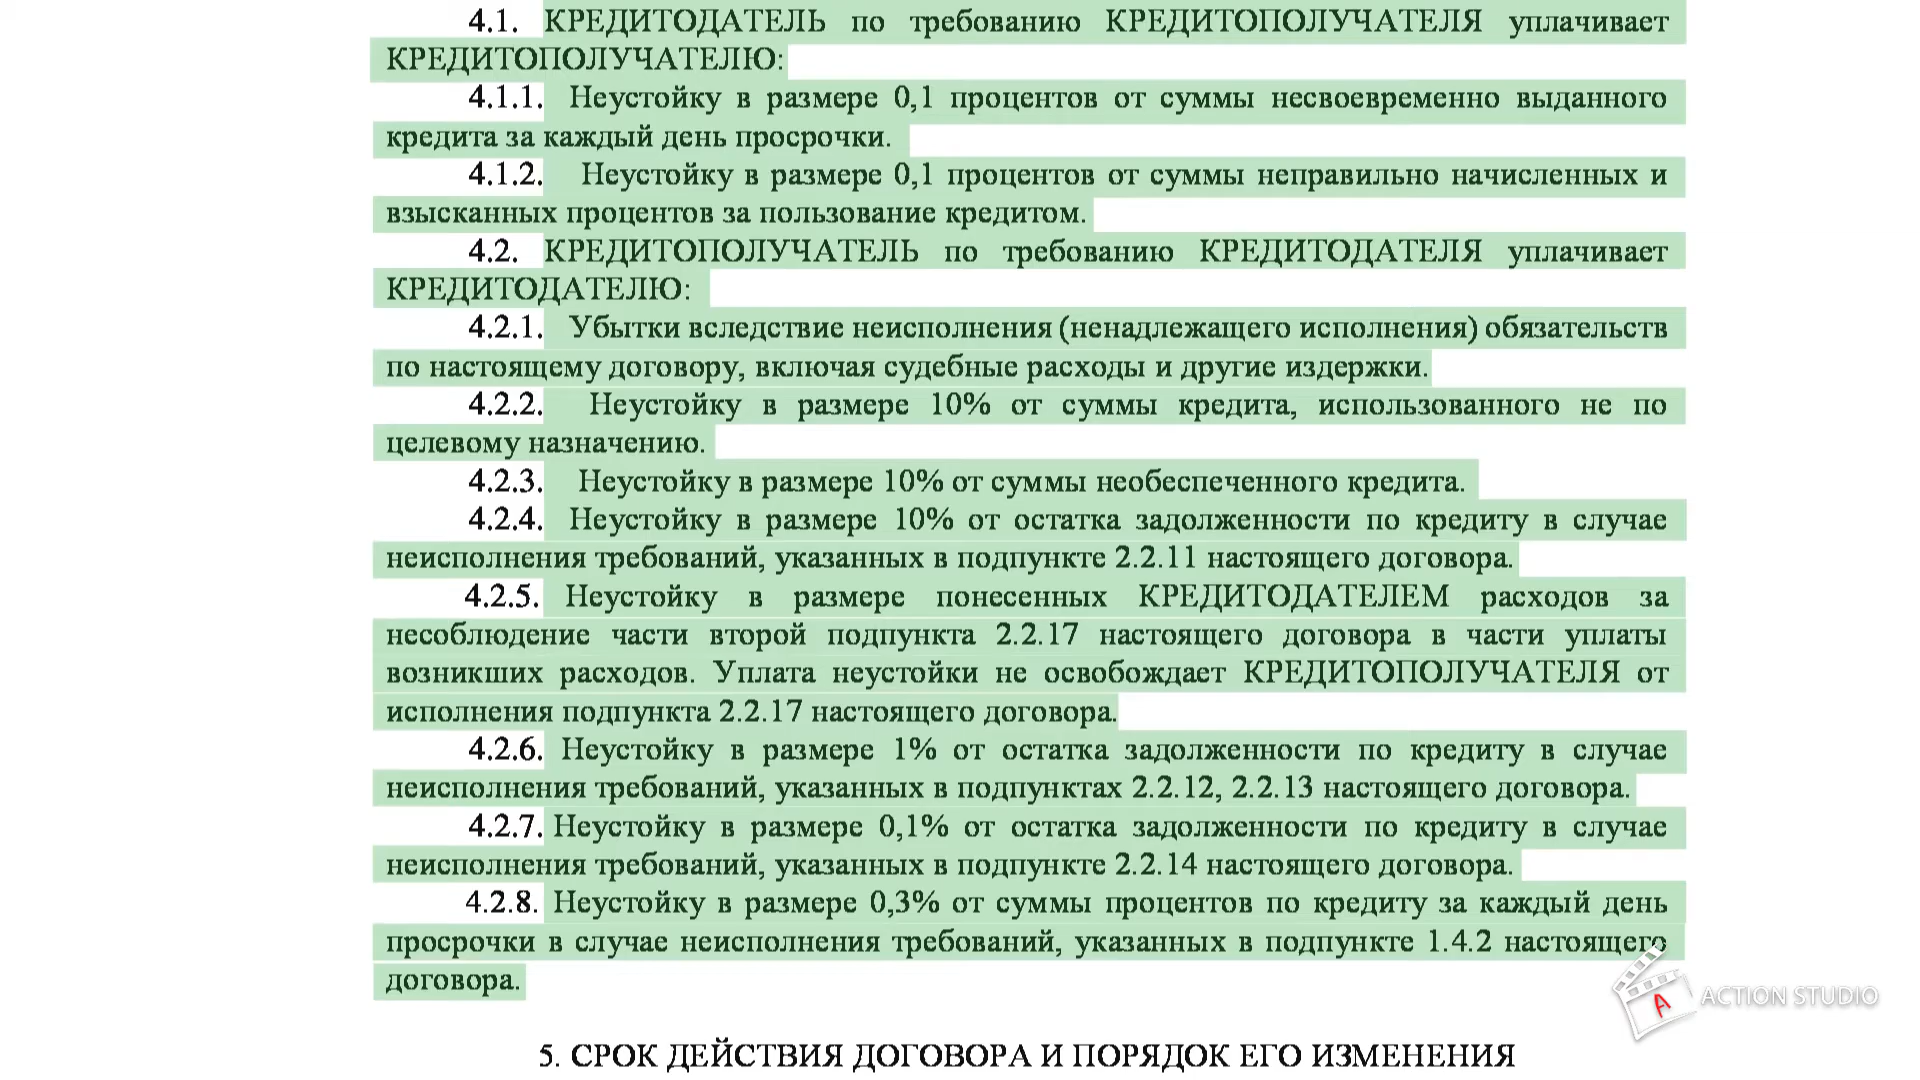 4.1. КРЕДИТОДАТЕЛЬ по требованию КРЕДИТОПОЛУЧАТЕЛЯ уплачивает
КРЕДИТОПОЛУЧАТЕЛЮ:
4.1.1. Неустойку в размере 0,1 процентов от суммы несвоевременно выданного
кредита за каждый день просрочки.
4.1.2. Неустойку в размере 0,1 процентов от суммы неправильно начисленных и
взысканных процентов за пользование кредитом.
4.2. КРЕДИТОПОЛУЧАТЕЛЬ по требованию КРЕДИТОДАТЕЛЯ уплачивает
КРЕДИТОДАТЕЛЮ:
4.2.1. Убытки вследствие неисполнения (ненадлежащего исполнения) обязательств
по настоящему договору, включая судебные расходы и другие издержки.
4.2.2. Неустойку в размере 10% от суммы кредита, использованного не по
целевому назначению.
4.2.3. Неустойку в размере 10% от суммы необеспеченного кредита.
4.2.4. Неустойку в размере 10% от остатка задолженности по кредиту в случае
неисполнения требований, указанных в подпункте 2.2.11 настоящего договора.
4.2.5. Неустойку в размере понесенных КРЕДИТОДАТЕЛЕМ расходов за
несоблюдение части второй подпункта 2.2.17 настоящего договора в части уплаты
возникших расходов. Уплата неустойки не освобождает КРЕДИТОПОЛУЧАТЕЛЯ от
исполнения подпункта 2.2.17 настоящего договора.
4.2.6. Неустойку в размере 1% от остатка задолженности по кредиту в случае
неисполнения требований, указанных в подпунктах 2.2.12, 2.2.13 настоящего договора.
4.2.7. Неустойку в размере 0,1% от остатка задолженности по кредиту в случае
неисполнения требований, указанных в подпункте 2.2.14 настоящего договора.
4.2.8. Неустойку в размере 0,3% от суммы процентов по кредиту за каждый день
просрочки в случае неисполнения требований, указанных в подпункте 1.4.2 настоящего
договора.
A ACTION STUDIO
5. СРОК ДЕЙСТВИЯ ДОГОВОРА И ПОРЯДОК ЕГО ИЗМЕНЕНИЯ